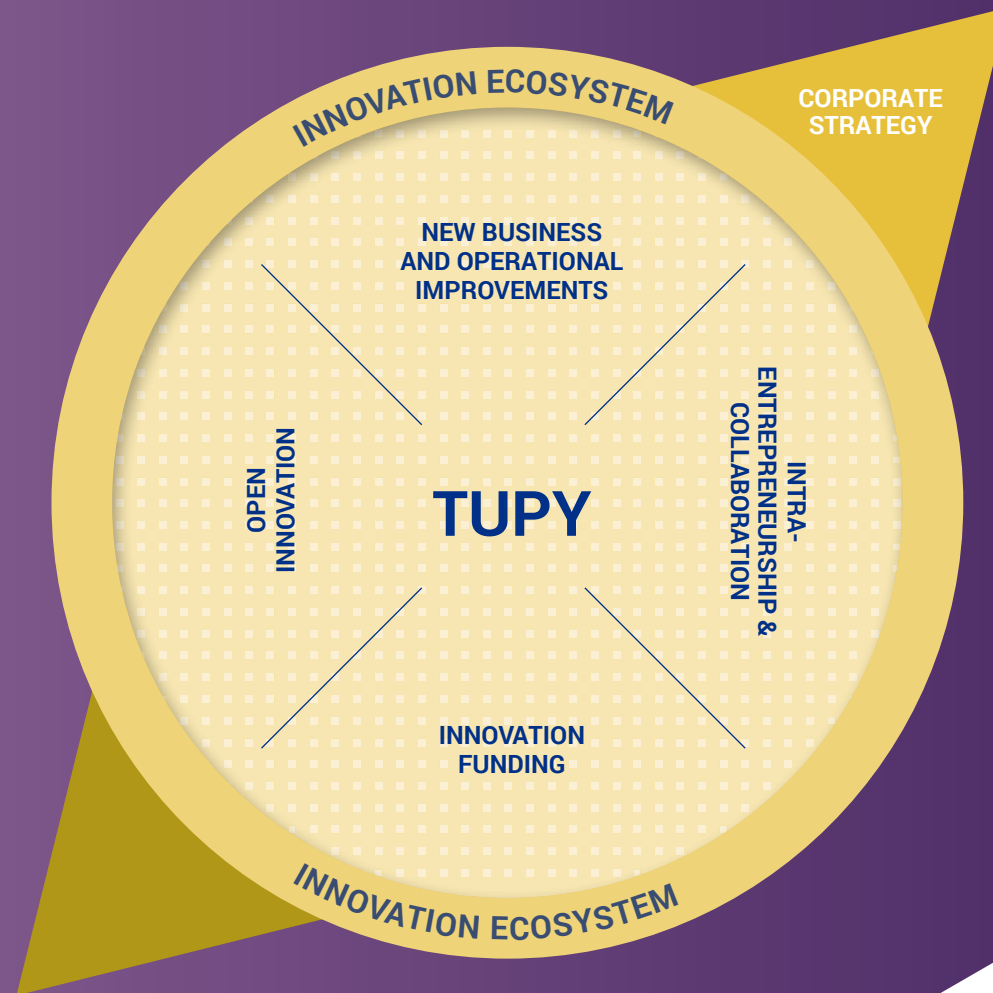 INNOVATION ECOSYSTEM
CORPORATE
STRATEGY
NEW BUSINESS
AND OPERATIONAL
IMPROVEMENTS
OPEN
INNOVATION
TUPY
INTRA-
ENTREPRENEURSHIP &
COLLABORATION
INNOVATION
FUNDING
INNOVATION ECOSYSTEM